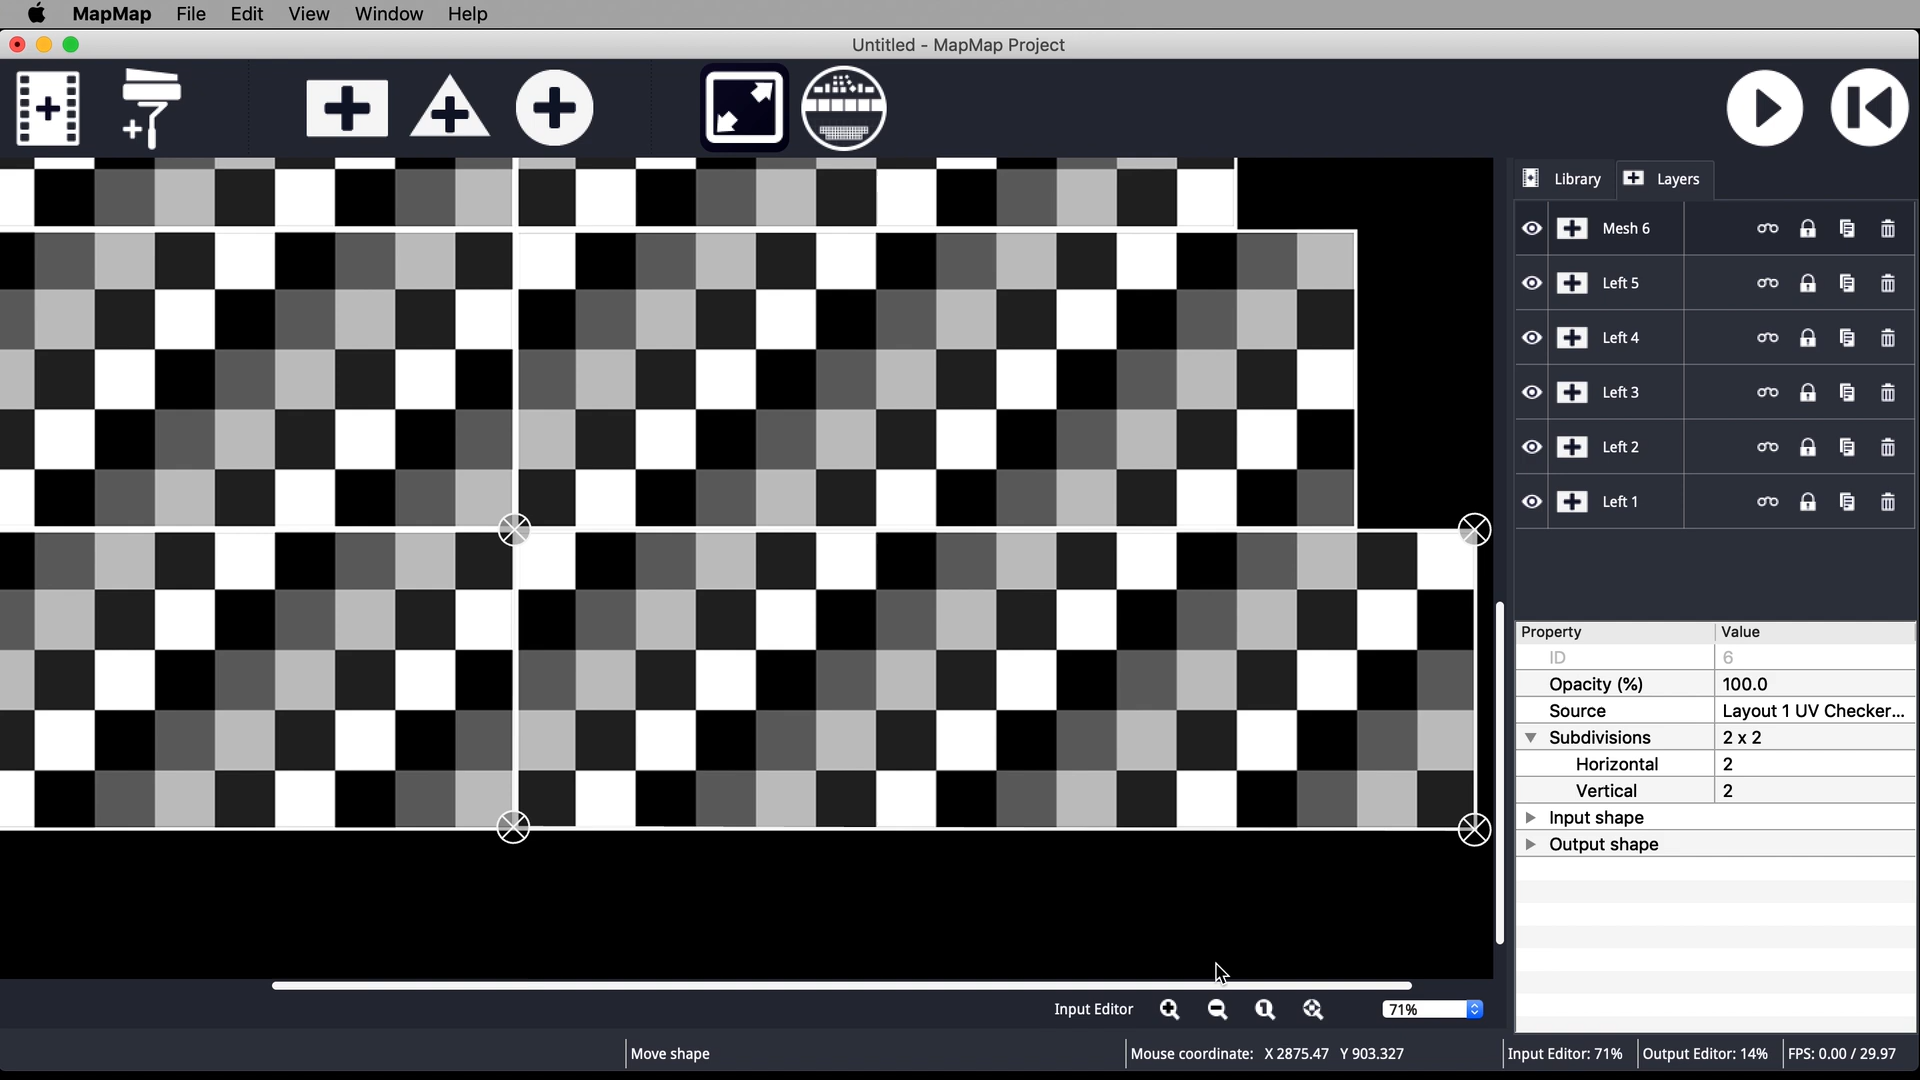 MapMap File Edit View Window Help
Untitled - MapMap Project
Library Layers
Mesh 6
Left 5
Left 4
Left 3
Left 2
Left 1
Property Value
ID 6
Opacity (%) 100.0
Source Layout 1 UV Checker...
Subdivisions 2 x 2
Horizontal 2
Vertical 2
Input shape
Output shape
Input Editor 71%
Move shape Mouse coordinate: X 2875.47 Y 903.327 Input Editor: 71% Output Editor: 14% FPS: 0.00 / 29.97